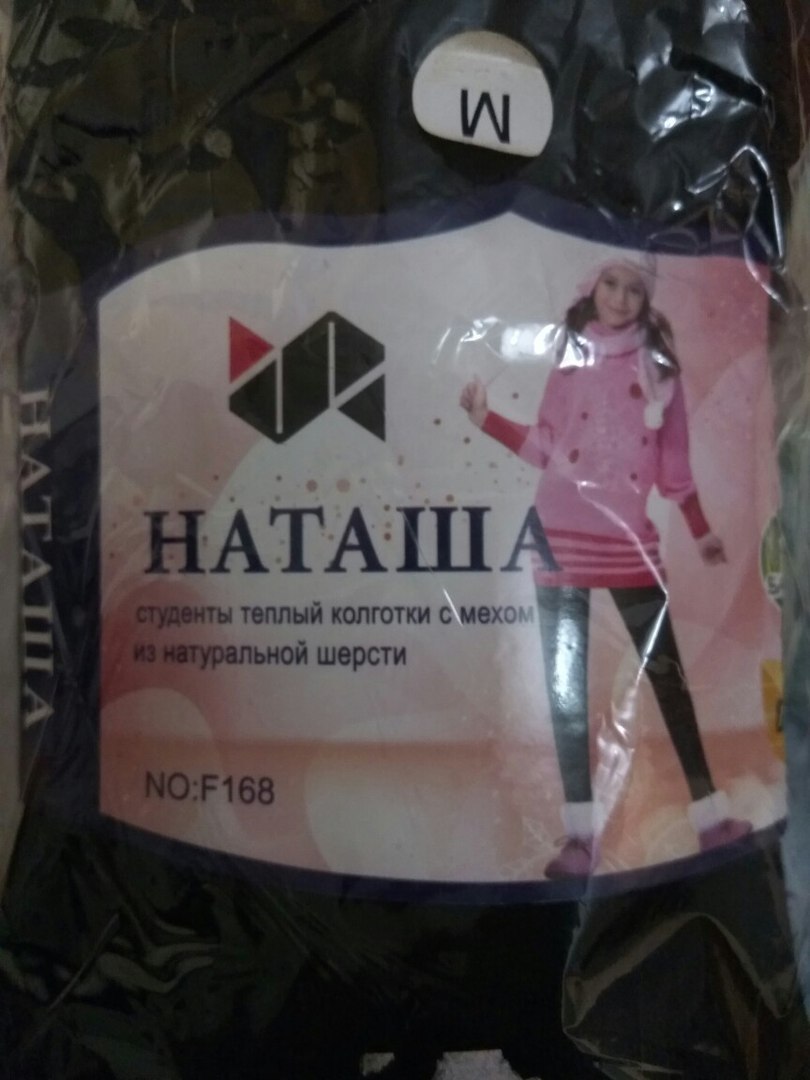 M
НАТАША
студенты теплый колготки с мехом
из натуральной шерсти
NO:F168
НАТАША